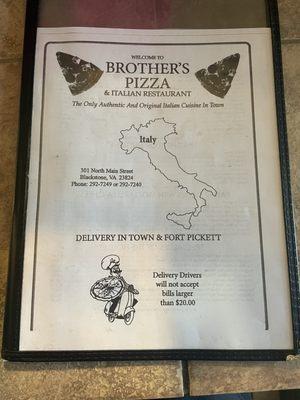 WELCOME TO
BROTHER'S
PIZZA
& ITALIAN RESTAURANT
The Only Authentic And Original Italian Cuisine In Town
Italy
301 North Main Street
Blackstone, VA. 23824
Phone: 292-7249 or 292-7240
DELIVERY IN TOWN & FORT PICKETT
Delivery Drivers
will not accept
bills larger
than $20.00